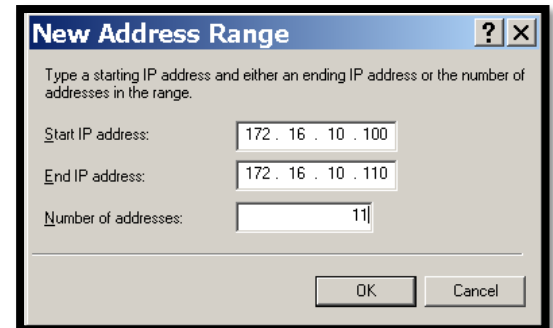 New Address Range
Type a starting IP address and either an ending IP address or the number of
addresses in the range.
Start IP address: 172 . 16 . 10 . 100
End IP address: 172 . 16 . 10 . 110
Number of addresses: 11
OK Cancel